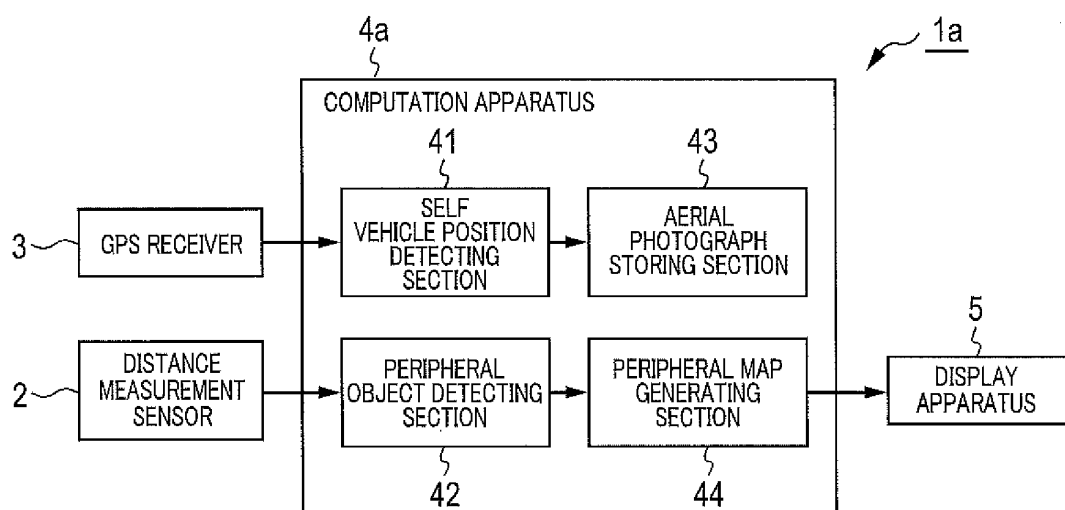 4a
1a
COMPUTATION APPARATUS
41
43
3
GPS RECEIVER
SELF
VEHICLE POSITION
DETECTING
SECTION
AERIAL
PHOTOGRAPH
STORING SECTION
2
DISTANCE
MEASUREMENT
SENSOR
PERIPHERAL
OBJECT DETECTING
SECTION
PERIPHERAL MAP
GENERATING
SECTION
5
DISPLAY
APPARATUS
42
44